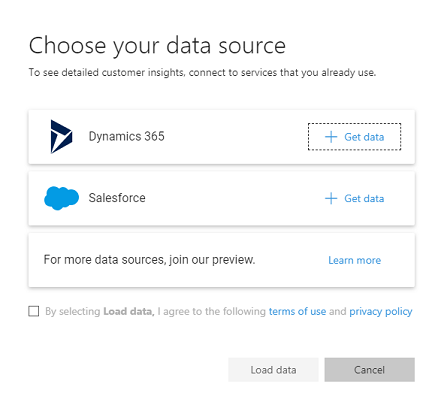 Choose your data source
To see detailed customer insights, connect to services that you already use.
Dynamics 365
+ Get data
Salesforce
+ Get data
For more data sources, join our preview.
Learn more
By selecting Load data, I agree to the following terms of use and privacy policy
Load data
Cancel